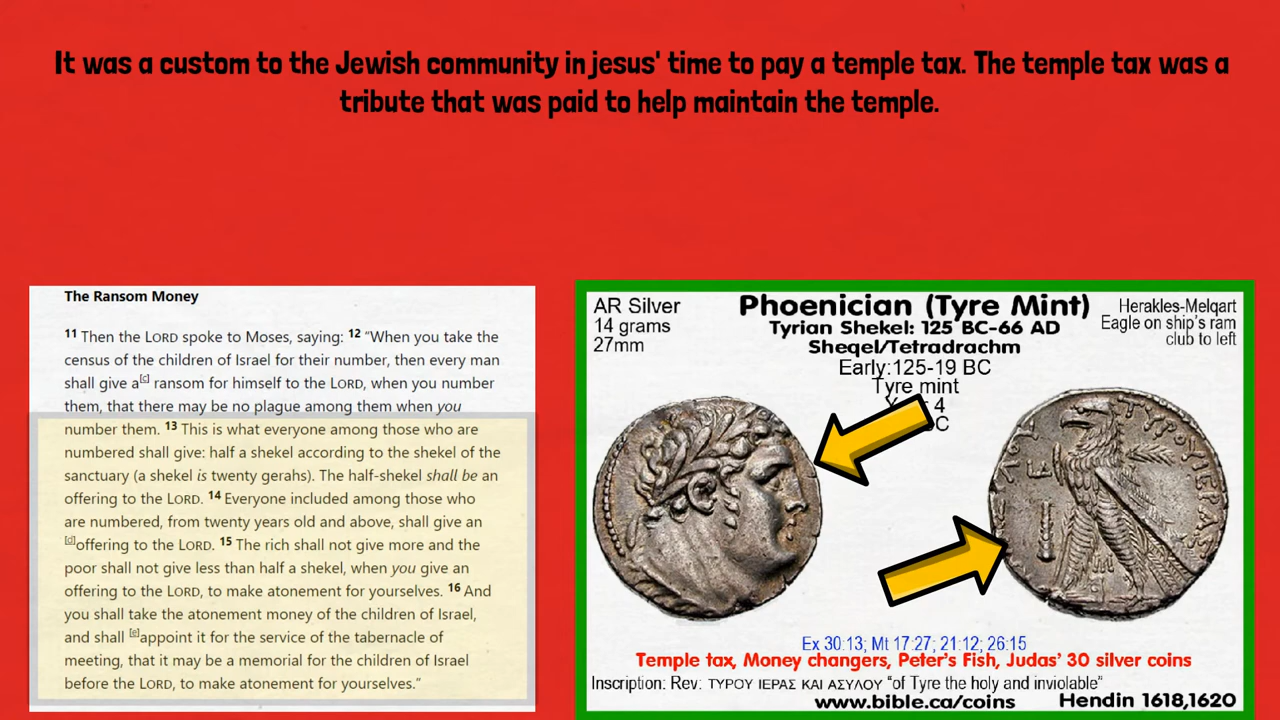 It was a custom to the Jewish community in jesus' time to pay a temple tax. The temple tax was a
tribute that was paid to help maintain the temple.
The Ransom Money
11 Then the LORD spoke to Moses, saying: 12 “When you take the
census of the children of Israel for their number, then every man
shall give a[c] ransom for himself to the LORD, when you number
them, that there may be no plague among them when you
number them. 13 This is what everyone among those who are
numbered shall give: half a shekel according to the shekel of the
sanctuary (a shekel is twenty gerahs). The half-shekel shall be an
offering to the LORD. 14 Everyone included among those who
are numbered, from twenty years old and above, shall give an
[d]offering to the LORD. 15 The rich shall not give more and the
poor shall not give less than half a shekel, when you give an
offering to the LORD, to make atonement for yourselves. 16 And
you shall take the atonement money of the children of Israel,
and shall [e]appoint it for the service of the tabernacle of
meeting, that it may be a memorial for the children of Israel
before the LORD, to make atonement for yourselves.”
AR Silver
14 grams
27mm
Phoenician (Tyre Mint)
Tyrian Shekel: 125 BC-66 AD
Sheqel/Tetradrachm
Early:125-19 BC
Tyre mint
4
Herakles-Melqart
Eagle on ship's ram
club to left
Ex 30:13; Mt 17:27; 21:12; 26:15
Temple tax, Money changers, Peter's Fish, Judas' 30 silver coins
Inscription: Rev: ΤΥΡΟΥ ΙΕΡΑΣ ΚΑΙ ΑΣΥΛΟΥ “of Tyre the holy and inviolable”
www.bible.ca/coins
Hendin 1618,1620